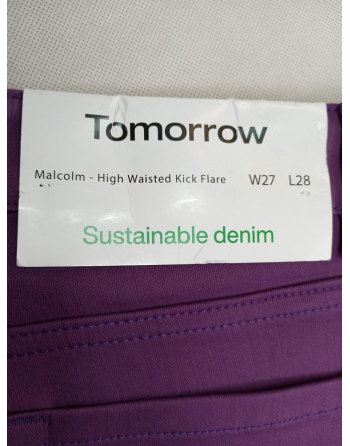 Tomorrow
Malcolm - High Waisted Kick Flare W27 L28
Sustainable denim